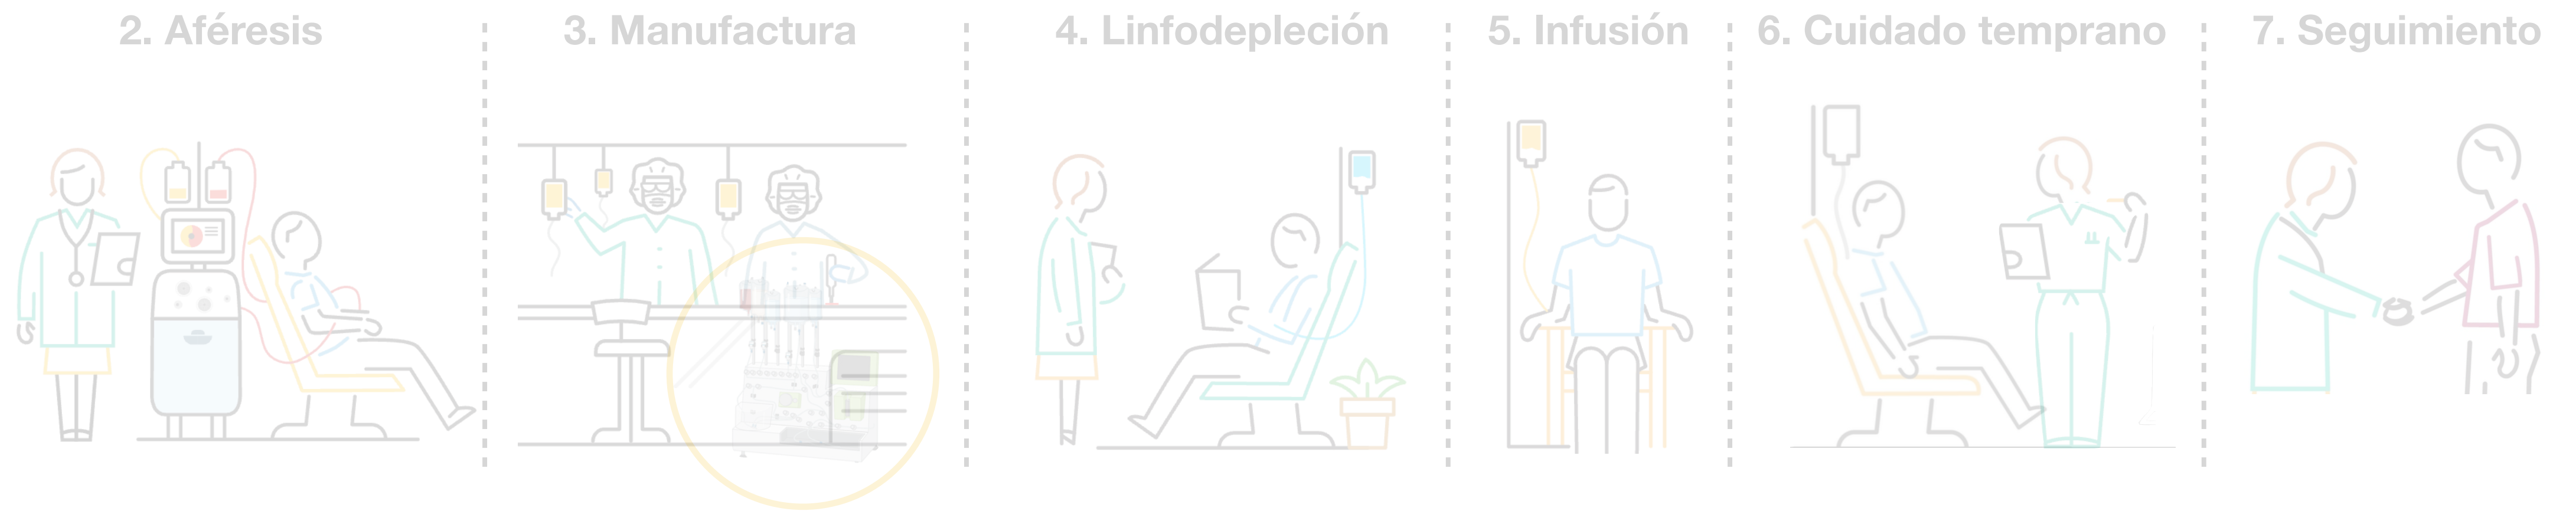 2. Aféresis
3. Manufactura
4. Linfodepleción
5. Infusión
6. Cuidado temprano
7. Seguimiento